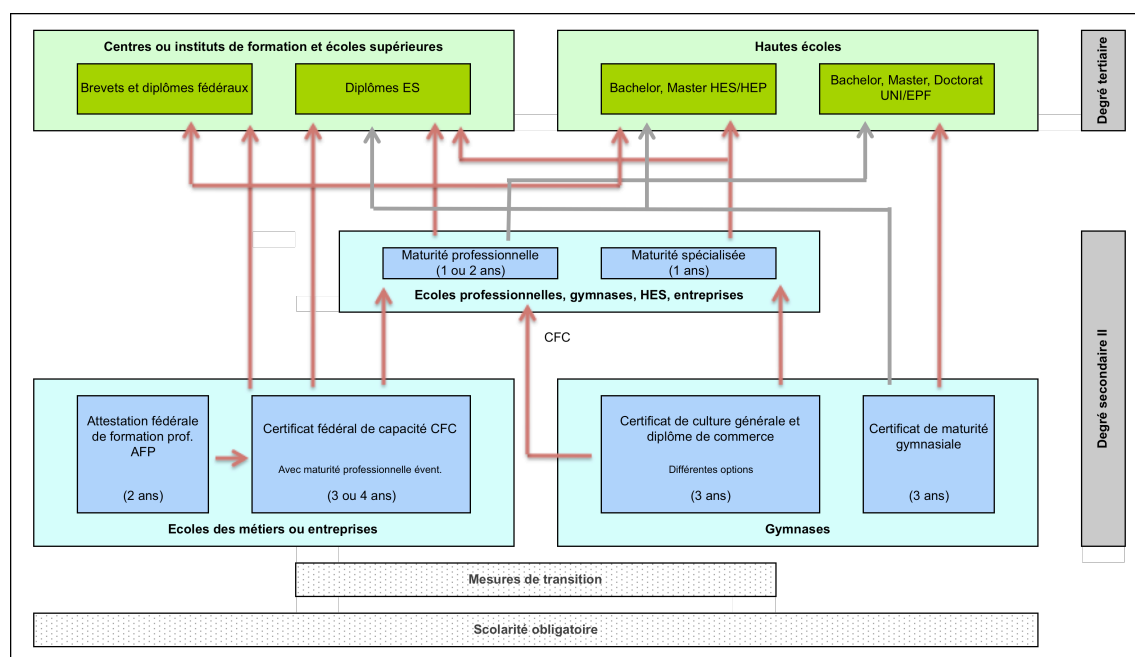 Centres ou instituts de formation et écoles supérieures
Brevets et diplômes fédéraux
Diplômes ES
Hautes écoles
Bachelor, Master HES/HEP
Bachelor, Master, Doctorat
UNI/EPF
Degré tertiaire
Maturité professionnelle
(1 ou 2 ans)
Maturité spécialisée
(1 ans)
Ecoles professionnelles, gymnases, HES, entreprises
CFC
Degré secondaire II
Attestation fédérale
de formation prof.
AFP
(2 ans)
Certificat fédéral de capacité CFC
Avec maturité professionnelle évent.
(3 ou 4 ans)
Ecoles des métiers ou entreprises
Certificat de culture générale et
diplôme de commerce
Différentes options
(3 ans)
Certificat de maturité
gymnasiale
(3 ans)
Gymnases
Mesures de transition
Scolarité obligatoire